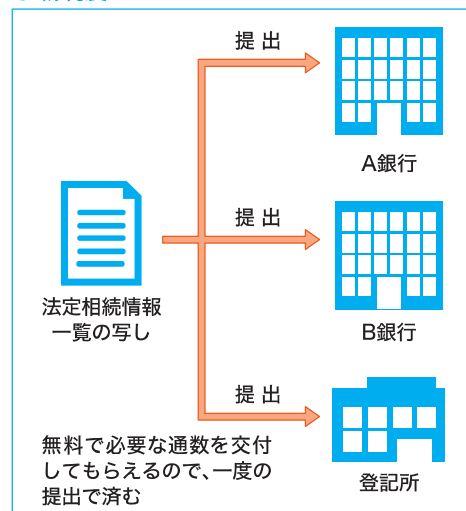 提出
A銀行
提出
法定相続情報
一覧の写し
B銀行
提出
無料で必要な通数を交付
してもらえるので、一度の
提出で済む
登記所